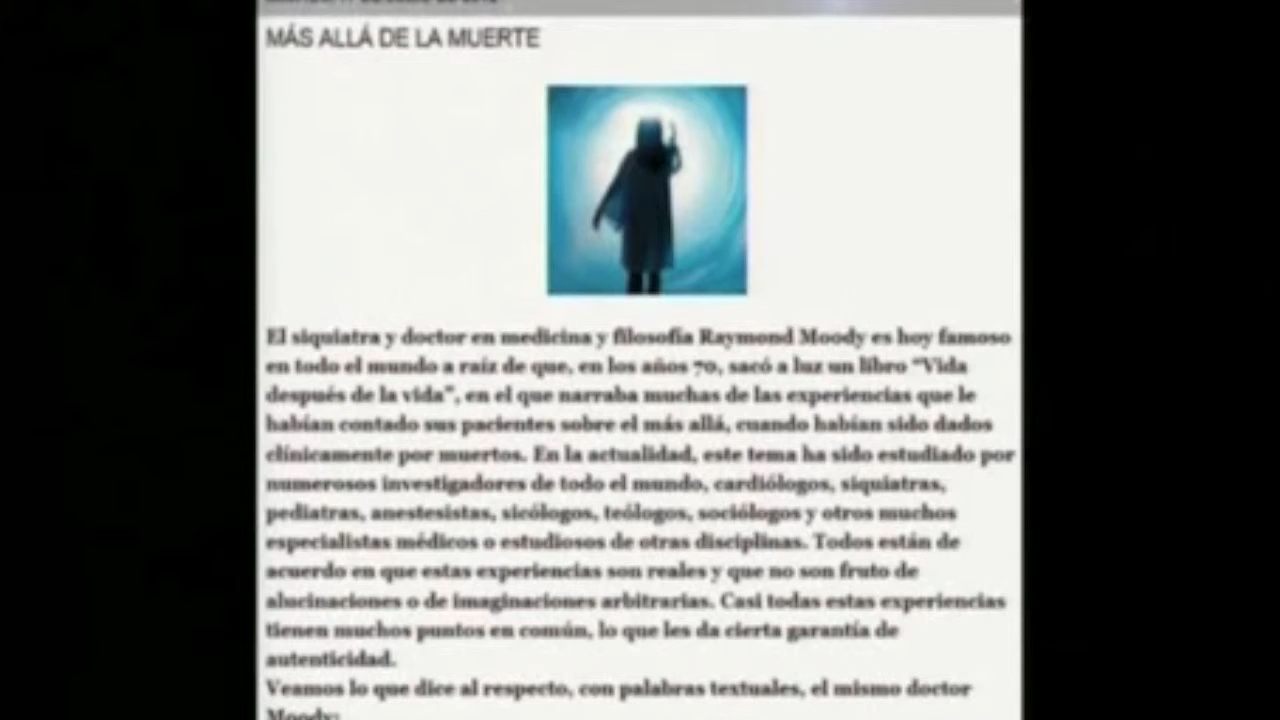 MÁS ALLÁ DE LA MUERTE
El siquiatra y doctor en medicina y filosofía Raymond Moody es hoy famoso
en todo el mundo a raíz de que, en los años 70, sacó a luz un libro "Vida
después de la vida", en el que narraba muchas de las experiencias que le
habían contado sus pacientes sobre el más allá, cuando habían sido dados
clínicamente por muertos. En la actualidad, este tema ha sido estudiado por
numerosos investigadores de todo el mundo, cardiólogos, siquiatras,
pediatras, anestesistas, sicólogos, teólogos, sociólogos y otros muchos
especialistas médicos o estudiosos de otras disciplinas. Todos están de
acuerdo en que estas experiencias son reales y que no son fruto de
alucinaciones o de imaginaciones arbitrarias. Casi todas estas experiencias
tienen muchos puntos en común, lo que les da cierta garantía de
autenticidad.
Veamos lo que dice al respecto, con palabras textuales, el mismo doctor
Moody: